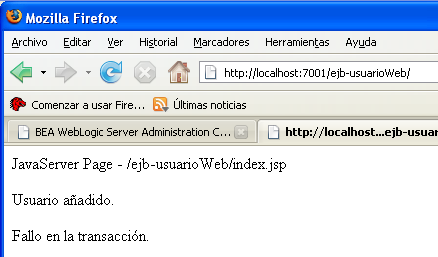 Mozilla Firefox
Archivo Editar Ver Historial Marcadores Herramientas Ayuda
http://localhost:7001/ejb-usuarioWeb/
Comenzar a usar Fire... Últimas noticias
BEA WebLogic Server Administration C... http://localhost...ejb-usua
JavaServer Page - /ejb-usuarioWeb/index.jsp
Usuario añadido.
Fallo en la transacción.